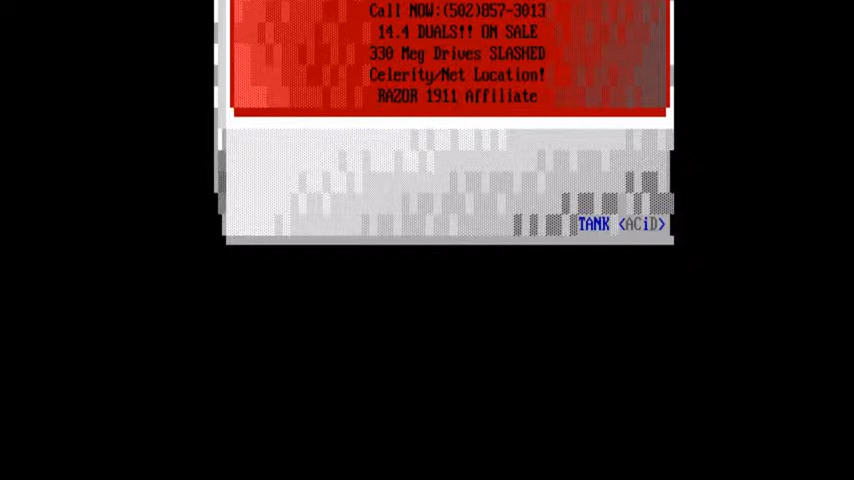 Call NOW:(502)857-3013
14.4 DUALS!! ON SALE
330 Meg Drives SLASHED
Celerity/Net Location!
RAZOR 1911 Affiliate
TANK <ACiD>